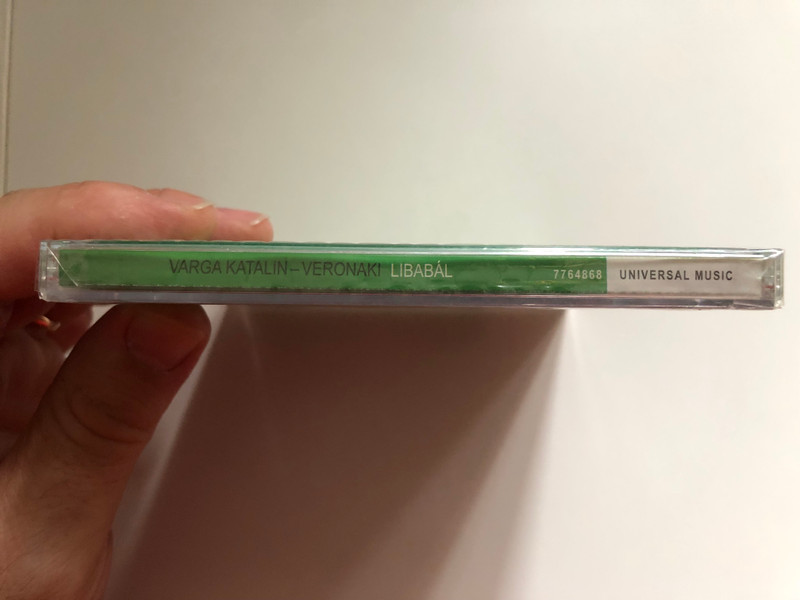 VARGA KATALIN – VERONAKI LIBABÁL 7764868 UNIVERSAL MUSIC